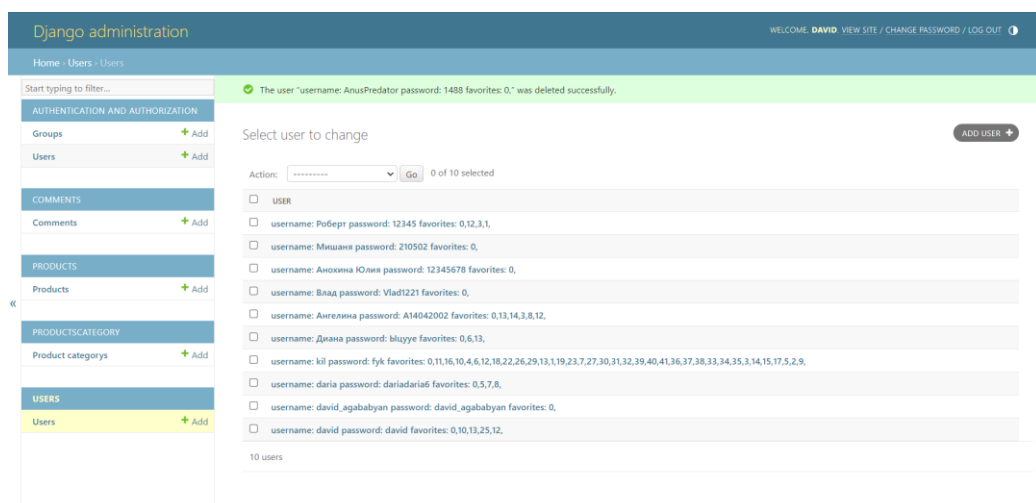 Django administration
WELCOME, DAVID. VIEW SITE / CHANGE PASSWORD / LOG OUT
Home › Users › Users
Start typing to filter...
AUTHENTICATION AND AUTHORIZATION
Groups + Add
Users + Add
COMMENTS
Comments + Add
PRODUCTS
Products + Add
PRODUCTSCATEGORY
Product categorys + Add
USERS
Users + Add
«
The user "username: AnusPredator password: 1488 favorites: 0," was deleted successfully.
Select user to change
ADD USER +
Action: --------- Go 0 of 10 selected
USER
username: Роберт password: 12345 favorites: 0,12,3,1,
username: Мишаня password: 210502 favorites: 0,
username: Анохина Юлия password: 12345678 favorites: 0,
username: Влад password: Vlad1221 favorites: 0,
username: Ангелина password: A14042002 favorites: 0,13,14,3,8,12,
username: Диана password: Ыцууе favorites: 0,6,13,
username: kil password: fyk favorites: 0,11,16,10,4,6,12,18,22,26,29,13,1,19,23,7,27,30,31,32,39,40,41,36,37,38,33,34,35,3,14,15,17,5,2,9,
username: daria password: dariadaria6 favorites: 0,5,7,8,
username: david_agababyan password: david_agababyan favorites: 0,
username: david password: david favorites: 0,10,13,25,12,
10 users